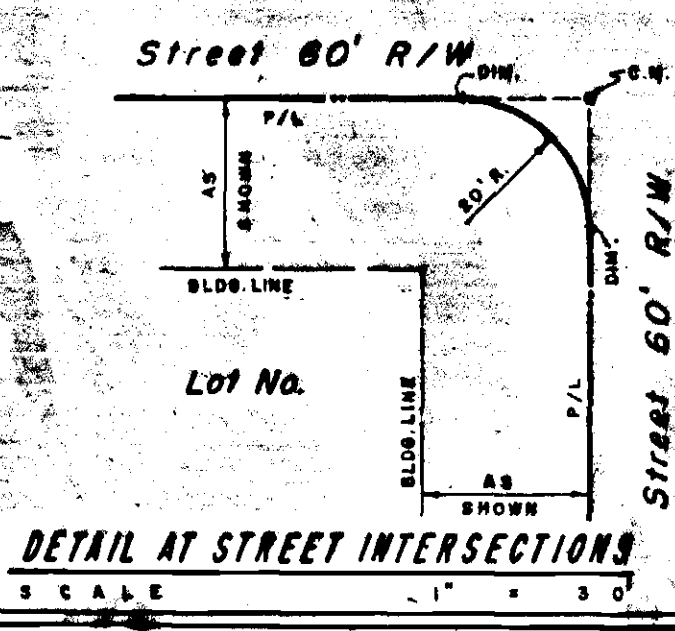 Street 60' R/W
DIM.
C.M.
P/L
AS
SHOWN
20' R.
DIM.
Street 60' R/W
BLDG. LINE
Lot No.
BLDG. LINE
P/L
AS
SHOWN
DETAIL AT STREET INTERSECTIONS
SCALE 1" = 30'